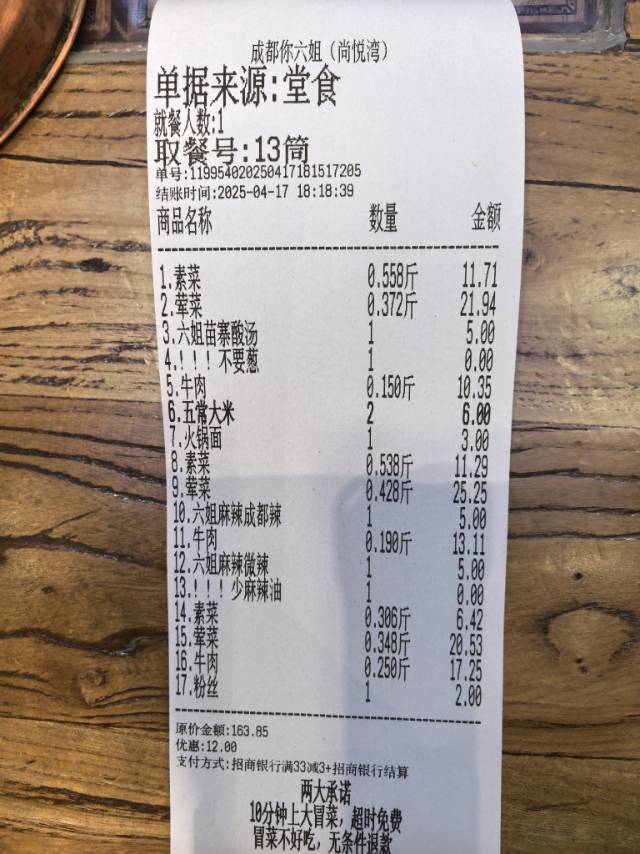 成都你六姐（尚悦湾）
单据来源:堂食
就餐人数:1
取餐号:13筒
单号:11995402025041718151​7205
结账时间:2025-04-17 18:18:39
商品名称 数量 金额
1.素菜 0.558斤 11.71
2.荤菜 0.372斤 21.94
3.六姐苗寨酸汤 1 5.00
4.！！！不要葱 1 0.00
5.牛肉 0.150斤 10.35
6.五常大米 2 6.00
7.火锅面 1 3.00
8.素菜 0.538斤 11.29
9.荤菜 0.428斤 25.25
10.六姐麻辣成都辣 1 5.00
11.牛肉 0.190斤 13.11
12.六姐麻辣微辣 1 5.00
13.！！！少麻辣油 1 0.00
14.素菜 0.306斤 6.42
15.荤菜 0.348斤 20.53
16.牛肉 0.250斤 17.25
17.粉丝 1 2.00
原价金额:163.85
优惠:12.00
支付方式:招商银行满33减3+招商银行结算
两大承诺
10分钟上大冒菜，超时免费
冒菜不好吃，无条件退款